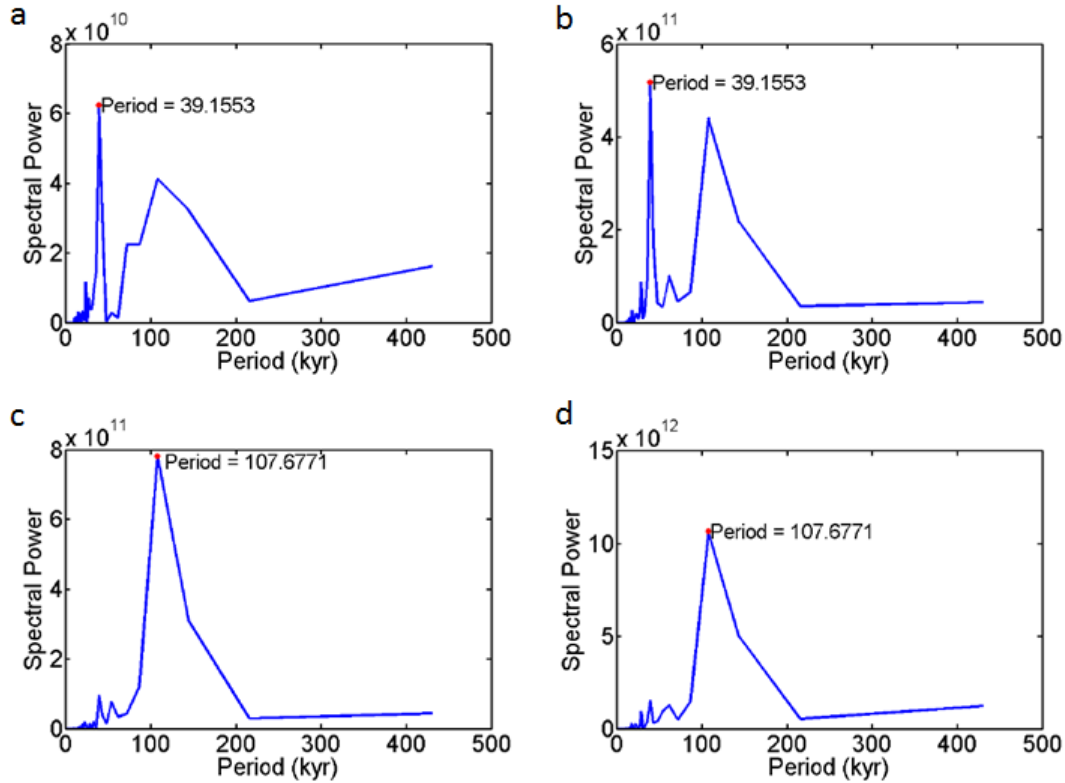 a
8 x 10^10
Period = 39.1553
Spectral Power
8
6
4
2
0
0 100 200 300 400 500
Period (kyr)
b
6 x 10^11
Period = 39.1553
Spectral Power
6
4
2
0
0 100 200 300 400 500
Period (kyr)
c
8 x 10^11
Period = 107.6771
Spectral Power
8
6
4
2
0
0 100 200 300 400 500
Period (kyr)
d
15 x 10^12
Period = 107.6771
Spectral Power
15
10
5
0
0 100 200 300 400 500
Period (kyr)